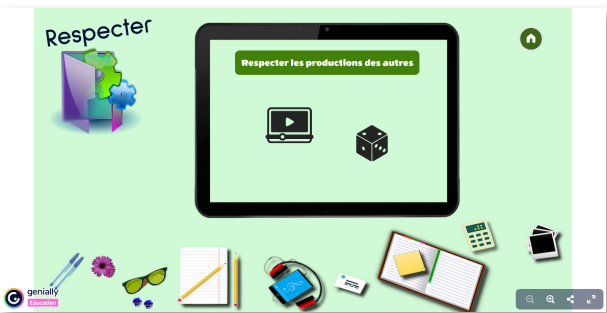 Respecter
Respecter les productions des autres
genially
Education